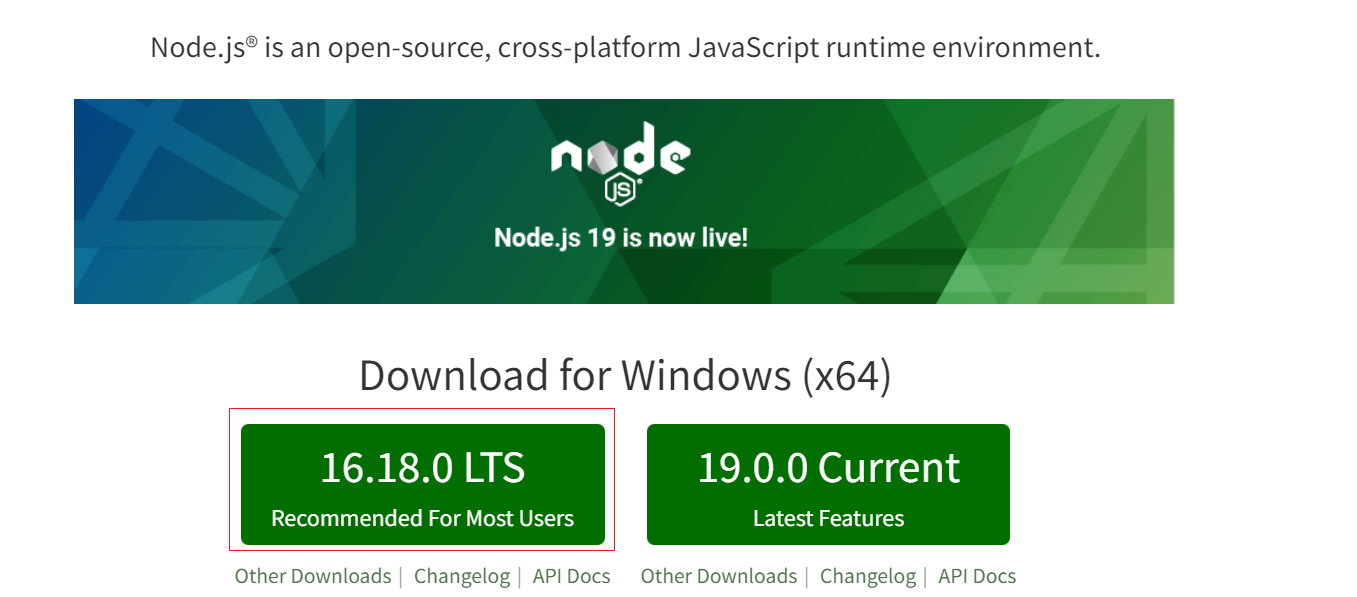 Node.js® is an open-source, cross-platform JavaScript runtime environment.
node
JS®
Node.js 19 is now live!
Download for Windows (x64)
16.18.0 LTS
Recommended For Most Users
19.0.0 Current
Latest Features
Other Downloads | Changelog | API Docs
Other Downloads | Changelog | API Docs